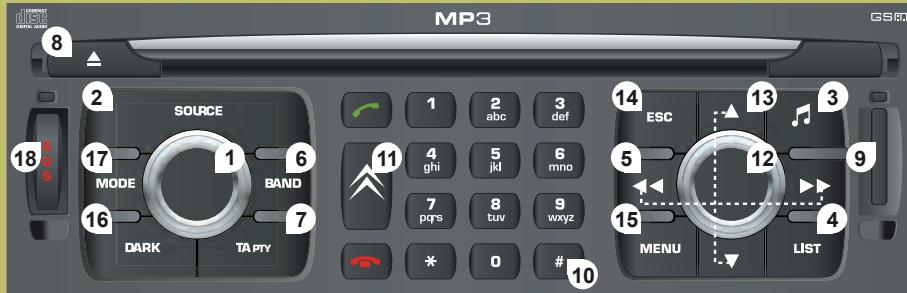 COMPACT
disc
DIGITAL AUDIO
MP3
GSM
8
2
SOURCE
1
2
abc
3
def
14
ESC
13
3
18
SOS
17
MODE
1
6
BAND
11
4
ghi
5
jkl
6
mno
5
12
9
16
DARK
7
TA PTY
7
pqrs
8
tuv
9
wxyz
15
MENU
4
LIST
*
0
#
10